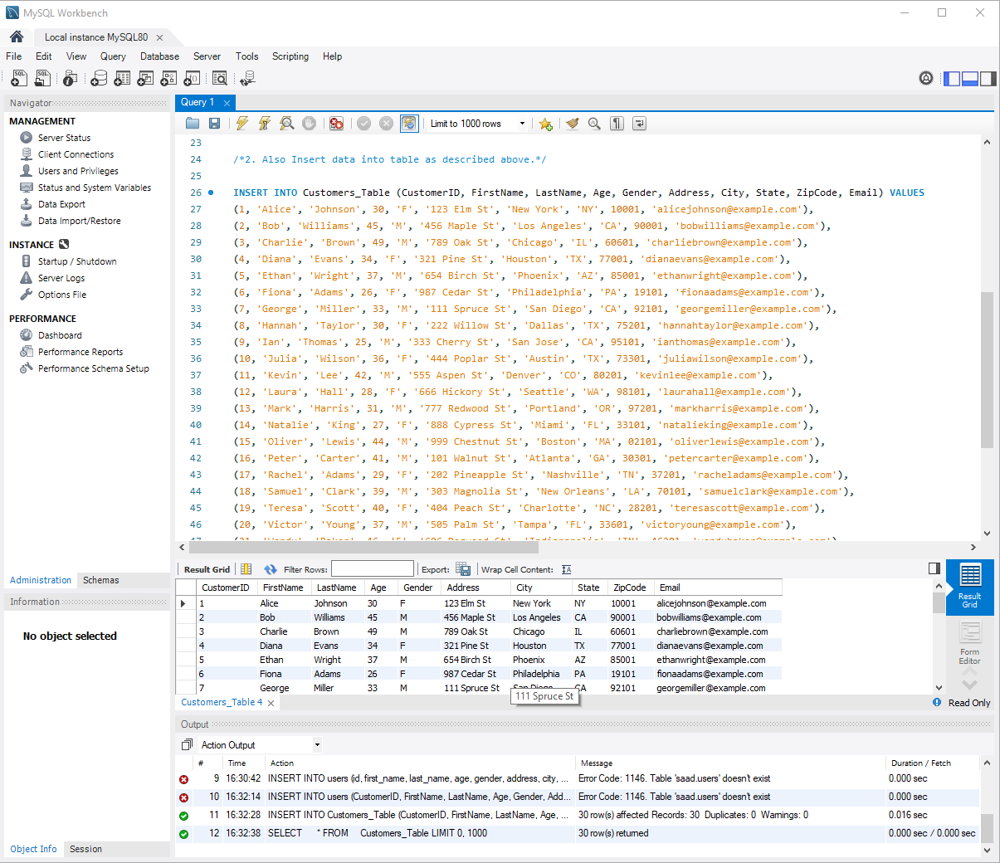 MySQL Workbench
Local instance MySQL80
File Edit View Query Database Server Tools Scripting Help
Navigator
MANAGEMENT
Server Status
Client Connections
Users and Privileges
Status and System Variables
Data Export
Data Import/Restore
INSTANCE
Startup / Shutdown
Server Logs
Options File
PERFORMANCE
Dashboard
Performance Reports
Performance Schema Setup
Administration Schemas
Information
No object selected
Object Info Session
Query 1
Limit to 1000 rows
23
24 /*2. Also Insert data into table as described above.*/
25
26 INSERT INTO Customers_Table (CustomerID, FirstName, LastName, Age, Gender, Address, City, State, ZipCode, Email) VALUES
27 (1, 'Alice', 'Johnson', 30, 'F', '123 Elm St', 'New York', 'NY', 10001, 'alicejohnson@example.com'),
28 (2, 'Bob', 'Williams', 45, 'M', '456 Maple St', 'Los Angeles', 'CA', 90001, 'bobwilliams@example.com'),
29 (3, 'Charlie', 'Brown', 49, 'M', '789 Oak St', 'Chicago', 'IL', 60601, 'charliebrown@example.com'),
30 (4, 'Diana', 'Evans', 34, 'F', '321 Pine St', 'Houston', 'TX', 77001, 'dianaevans@example.com'),
31 (5, 'Ethan', 'Wright', 37, 'M', '654 Birch St', 'Phoenix', 'AZ', 85001, 'ethanwright@example.com'),
32 (6, 'Fiona', 'Adams', 26, 'F', '987 Cedar St', 'Philadelphia', 'PA', 19101, 'fionaadams@example.com'),
33 (7, 'George', 'Miller', 33, 'M', '111 Spruce St', 'San Diego', 'CA', 92101, 'georgemiller@example.com'),
34 (8, 'Hannah', 'Taylor', 30, 'F', '222 Willow St', 'Dallas', 'TX', 75201, 'hannahtaylor@example.com'),
35 (9, 'Ian', 'Thomas', 25, 'M', '333 Cherry St', 'San Jose', 'CA', 95101, 'ianthomas@example.com'),
36 (10, 'Julia', 'Wilson', 36, 'F', '444 Poplar St', 'Austin', 'TX', 73301, 'juliawilson@example.com'),
37 (11, 'Kevin', 'Lee', 42, 'M', '555 Aspen St', 'Denver', 'CO', 80201, 'kevinlee@example.com'),
38 (12, 'Laura', 'Hall', 28, 'F', '666 Hickory St', 'Seattle', 'WA', 98101, 'laurahall@example.com'),
39 (13, 'Mark', 'Harris', 31, 'M', '777 Redwood St', 'Portland', 'OR', 97201, 'markharris@example.com'),
40 (14, 'Natalie', 'King', 27, 'F', '888 Cypress St', 'Miami', 'FL', 33101, 'natalieking@example.com'),
41 (15, 'Oliver', 'Lewis', 44, 'M', '999 Chestnut St', 'Boston', 'MA', 02101, 'oliverlewis@example.com'),
42 (16, 'Peter', 'Carter', 41, 'M', '101 Walnut St', 'Atlanta', 'GA', 30301, 'petercarter@example.com'),
43 (17, 'Rachel', 'Adams', 29, 'F', '202 Pineapple St', 'Nashville', 'TN', 37201, 'racheladams@example.com'),
44 (18, 'Samuel', 'Clark', 39, 'M', '303 Magnolia St', 'New Orleans', 'LA', 70101, 'samuelclark@example.com'),
45 (19, 'Teresa', 'Scott', 40, 'F', '404 Peach St', 'Charlotte', 'NC', 28201, 'teresascott@example.com'),
46 (20, 'Victor', 'Young', 37, 'M', '505 Palm St', 'Tampa', 'FL', 33601, 'victoryoung@example.com'),
Result Grid Filter Rows: Export: Wrap Cell Content:
CustomerID FirstName LastName Age Gender Address City State ZipCode Email
1 Alice Johnson 30 F 123 Elm St New York NY 10001 alicejohnson@example.com
2 Bob Williams 45 M 456 Maple St Los Angeles CA 90001 bobwilliams@example.com
3 Charlie Brown 49 M 789 Oak St Chicago IL 60601 charliebrown@example.com
4 Diana Evans 34 F 321 Pine St Houston TX 77001 dianaevans@example.com
5 Ethan Wright 37 M 654 Birch St Phoenix AZ 85001 ethanwright@example.com
6 Fiona Adams 26 F 987 Cedar St Philadelphia PA 19101 fionaadams@example.com
7 George Miller 33 M 111 Spruce St San Diego CA 92101 georgemiller@example.com
111 Spruce St
Result Grid
Form Editor
Customers_Table 4
Read Only
Output
Action Output
# Time Action Message Duration / Fetch
9 16:30:42 INSERT INTO users (id, first_name, last_name, age, gender, address, city, ... Error Code: 1146. Table 'saad.users' doesn't exist 0.000 sec
10 16:32:14 INSERT INTO users (CustomerID, FirstName, LastName, Age, Gender, Add... Error Code: 1146. Table 'saad.users' doesn't exist 0.000 sec
11 16:32:28 INSERT INTO Customers_Table (CustomerID, FirstName, LastName, Age, ... 30 row(s) affected Records: 30 Duplicates: 0 Warnings: 0 0.016 sec
12 16:32:38 SELECT * FROM Customers_Table LIMIT 0, 1000 30 row(s) returned 0.000 sec / 0.000 sec